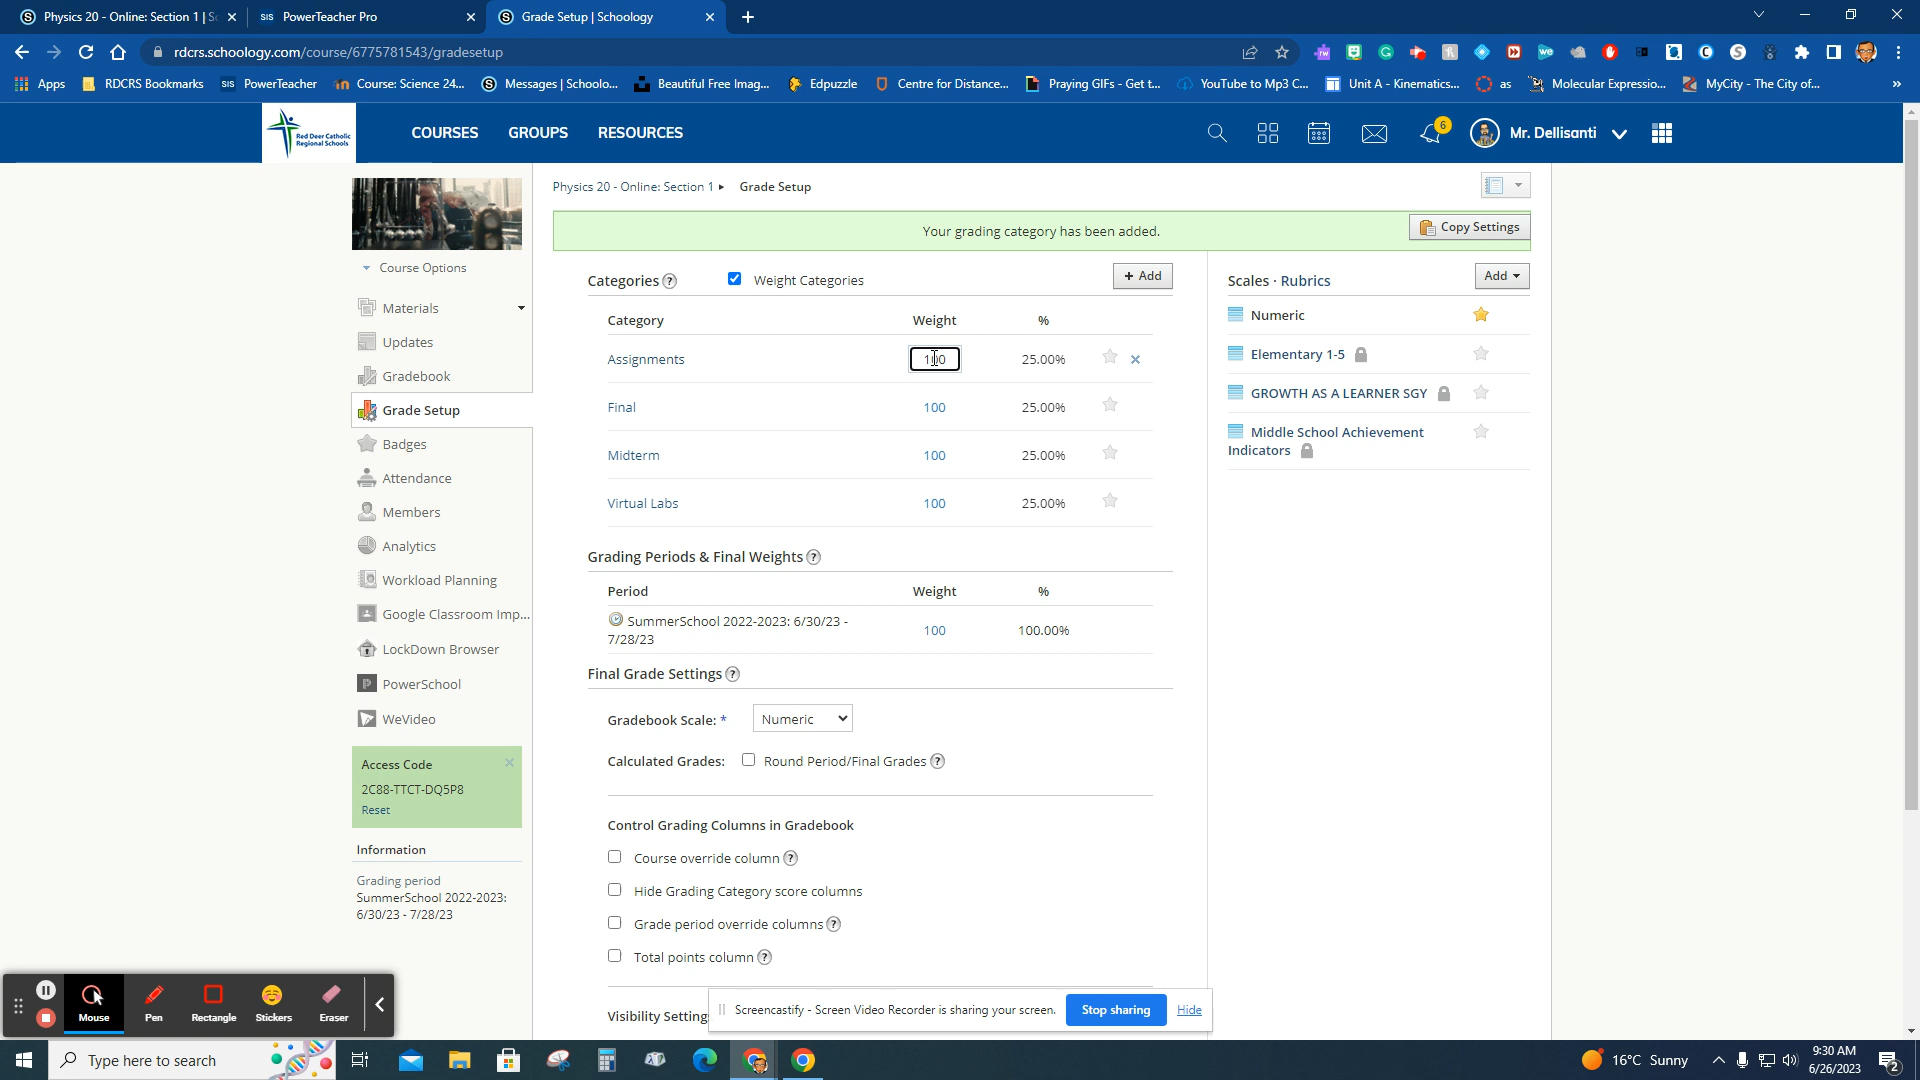 Physics 20 - Online: Section 1 | Sc
PowerTeacher Pro
Grade Setup | Schoology
rdcrs.schoology.com/course/6775781543/gradesetup
Apps
RDCRS Bookmarks
PowerTeacher
Course: Science 24...
Messages | Schoolo...
Beautiful Free Imag...
Edpuzzle
Centre for Distance...
Praying GIFs - Get t...
YouTube to Mp3 C...
Unit A - Kinematics...
as
Molecular Expressio...
MyCity - The City of...
Red Deer Catholic
Regional Schools
COURSES
GROUPS
RESOURCES
6
Mr. Dellisanti
Course Options
Materials
Updates
Gradebook
Grade Setup
Badges
Attendance
Members
Analytics
Workload Planning
Google Classroom Imp...
LockDown Browser
PowerSchool
WeVideo
Access Code
2C88-TTCT-DQ5P8
Reset
Information
Grading period
SummerSchool 2022-2023:
6/30/23 - 7/28/23
Physics 20 - Online: Section 1 ▸ Grade Setup
Your grading category has been added.
Copy Settings
Categories ?
Weight Categories
+ Add
Category Weight %
Assignments 100 25.00%
Final 100 25.00%
Midterm 100 25.00%
Virtual Labs 100 25.00%
Grading Periods & Final Weights ?
Period Weight %
SummerSchool 2022-2023: 6/30/23 -
7/28/23 100 100.00%
Final Grade Settings ?
Gradebook Scale: * Numeric
Calculated Grades: Round Period/Final Grades ?
Control Grading Columns in Gradebook
Course override column ?
Hide Grading Category score columns
Grade period override columns ?
Total points column ?
Visibility Setting
Scales · Rubrics
Add
Numeric
Elementary 1-5
GROWTH AS A LEARNER SGY
Middle School Achievement
Indicators
Mouse
Pen
Rectangle
Stickers
Eraser
Screencastify - Screen Video Recorder is sharing your screen.
Stop sharing
Hide
Type here to search
16°C Sunny
9:30 AM
6/26/2023
2